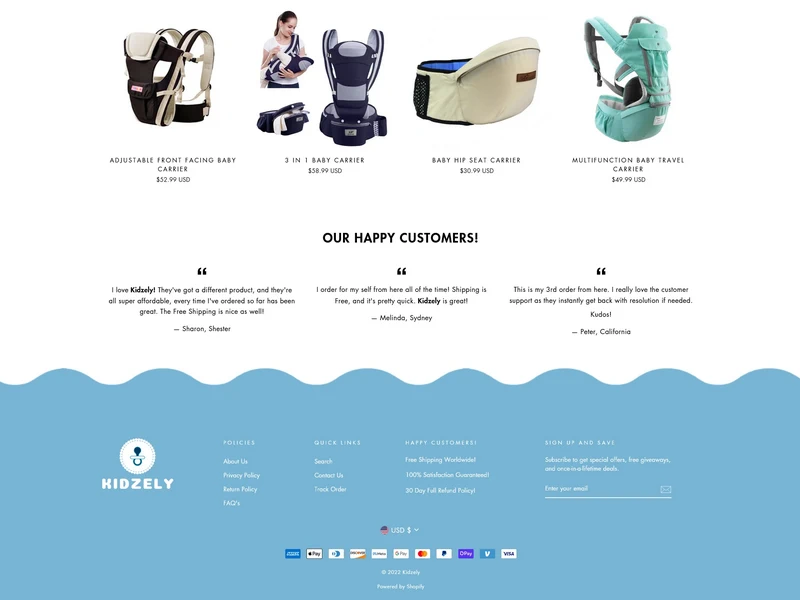 ADJUSTABLE FRONT FACING BABY
CARRIER
$52.99 USD
3 IN 1 BABY CARRIER
$58.99 USD
BABY HIP SEAT CARRIER
$30.99 USD
MULTIFUNCTION BABY TRAVEL
CARRIER
$49.99 USD
OUR HAPPY CUSTOMERS!
“
I love Kidzely! They've got a different product, and they're
all super affordable, every time I've ordered so far has been
great. The Free Shipping is nice as well!
— Sharon, Shester
“
I order for my self from here all of the time! Shipping is
Free, and it's pretty quick. Kidzely is great!
— Melinda, Sydney
“
This is my 3rd order from here. I really love the customer
support as they instantly get back with resolution if needed.
Kudos!
— Peter, California
KIDZELY
POLICIES
About Us
Privacy Policy
Return Policy
FAQ's
QUICK LINKS
Search
Contact Us
Track Order
HAPPY CUSTOMERS!
Free Shipping Worldwide!
100% Satisfaction Guaranteed!
30 Day Full Refund Policy!
SIGN UP AND SAVE
Subscribe to get special offers, free giveaways,
and once-in-a-lifetime deals.
Enter your email
USD $
Pay
DISCOVER
G Pay
Pay
VISA
© 2022 Kidzely
Powered by Shopify